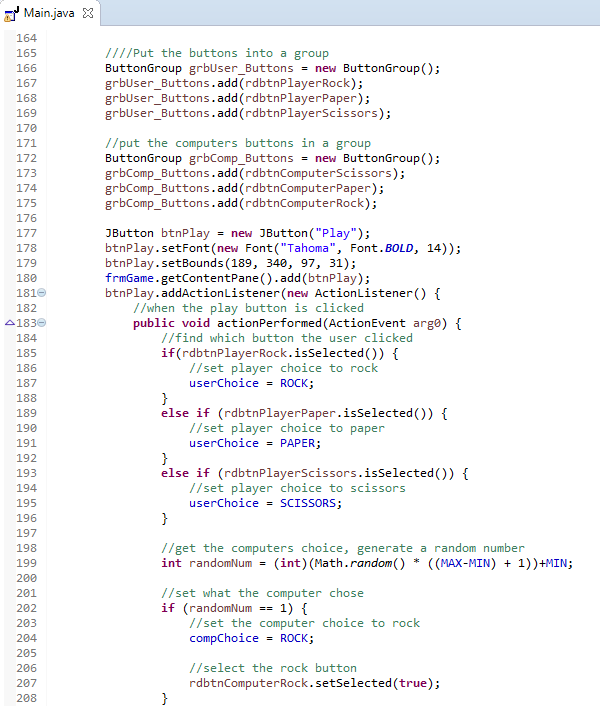 Main.java
164
165 ////Put the buttons into a group
166 ButtonGroup grbUser_Buttons = new ButtonGroup();
167 grbUser_Buttons.add(rdbtnPlayerRock);
168 grbUser_Buttons.add(rdbtnPlayerPaper);
169 grbUser_Buttons.add(rdbtnPlayerScissors);
170
171 //put the computers buttons in a group
172 ButtonGroup grbComp_Buttons = new ButtonGroup();
173 grbComp_Buttons.add(rdbtnComputerScissors);
174 grbComp_Buttons.add(rdbtnComputerPaper);
175 grbComp_Buttons.add(rdbtnComputerRock);
176
177 JButton btnPlay = new JButton("Play");
178 btnPlay.setFont(new Font("Tahoma", Font.BOLD, 14));
179 btnPlay.setBounds(189, 340, 97, 31);
180 frmGame.getContentPane().add(btnPlay);
181 btnPlay.addActionListener(new ActionListener() {
182 //when the play button is clicked
183 public void actionPerformed(ActionEvent arg0) {
184 //find which button the user clicked
185 if(rdbtnPlayerRock.isSelected()) {
186 //set player choice to rock
187 userChoice = ROCK;
188 }
189 else if (rdbtnPlayerPaper.isSelected()) {
190 //set player choice to paper
191 userChoice = PAPER;
192 }
193 else if (rdbtnPlayerScissors.isSelected()) {
194 //set player choice to scissors
195 userChoice = SCISSORS;
196 }
197
198 //get the computers choice, generate a random number
199 int randomNum = (int)(Math.random() * ((MAX-MIN) + 1))+MIN;
200
201 //set what the computer chose
202 if (randomNum == 1) {
203 //set the computer choice to rock
204 compChoice = ROCK;
205
206 //select the rock button
207 rdbtnComputerRock.setSelected(true);
208 }